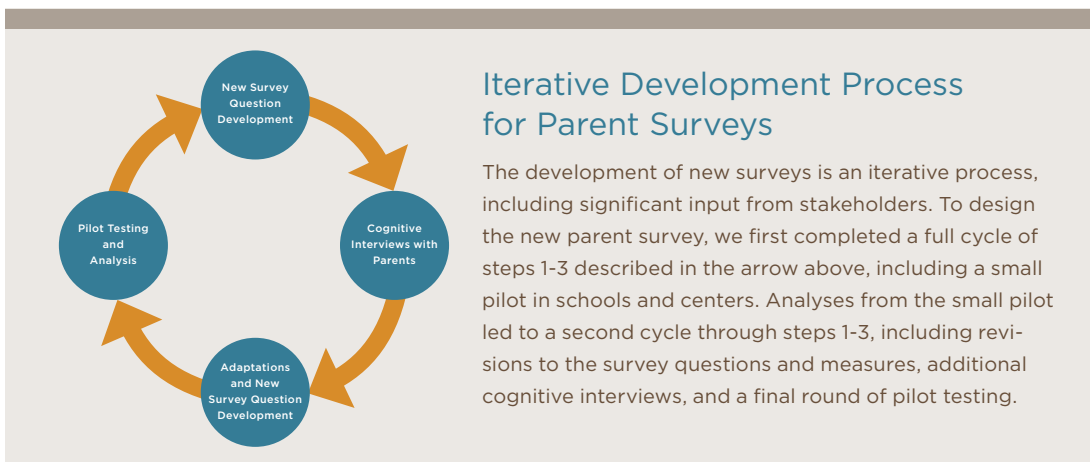 New Survey
Question
Development
Iterative Development Process
for Parent Surveys
The development of new surveys is an iterative process,
including significant input from stakeholders. To design
the new parent survey, we first completed a full cycle of
steps 1-3 described in the arrow above, including a small
pilot in schools and centers. Analyses from the small pilot
led to a second cycle through steps 1-3, including revi-
sions to the survey questions and measures, additional
cognitive interviews, and a final round of pilot testing.
Pilot Testing
and
Analysis
Cognitive
Interviews with
Parents
Adaptations
and New
Survey Question
Development